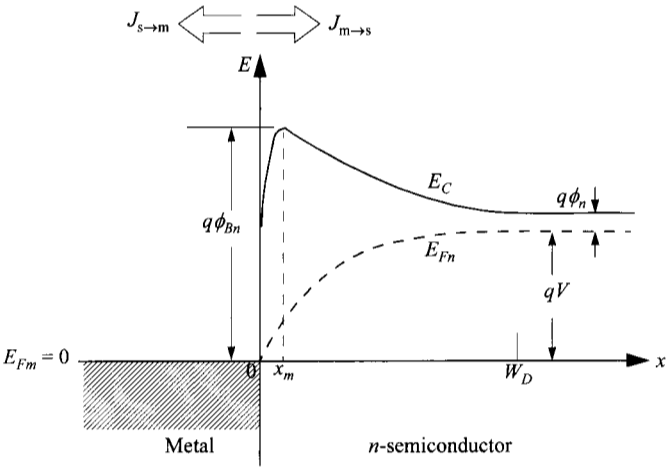 J_{s→m} J_{m→s}
E
E_C
qϕ_n
qϕ_{Bn}
E_{Fn}
qV
E_{Fm} = 0
0 x_m W_D x
Metal n-semiconductor